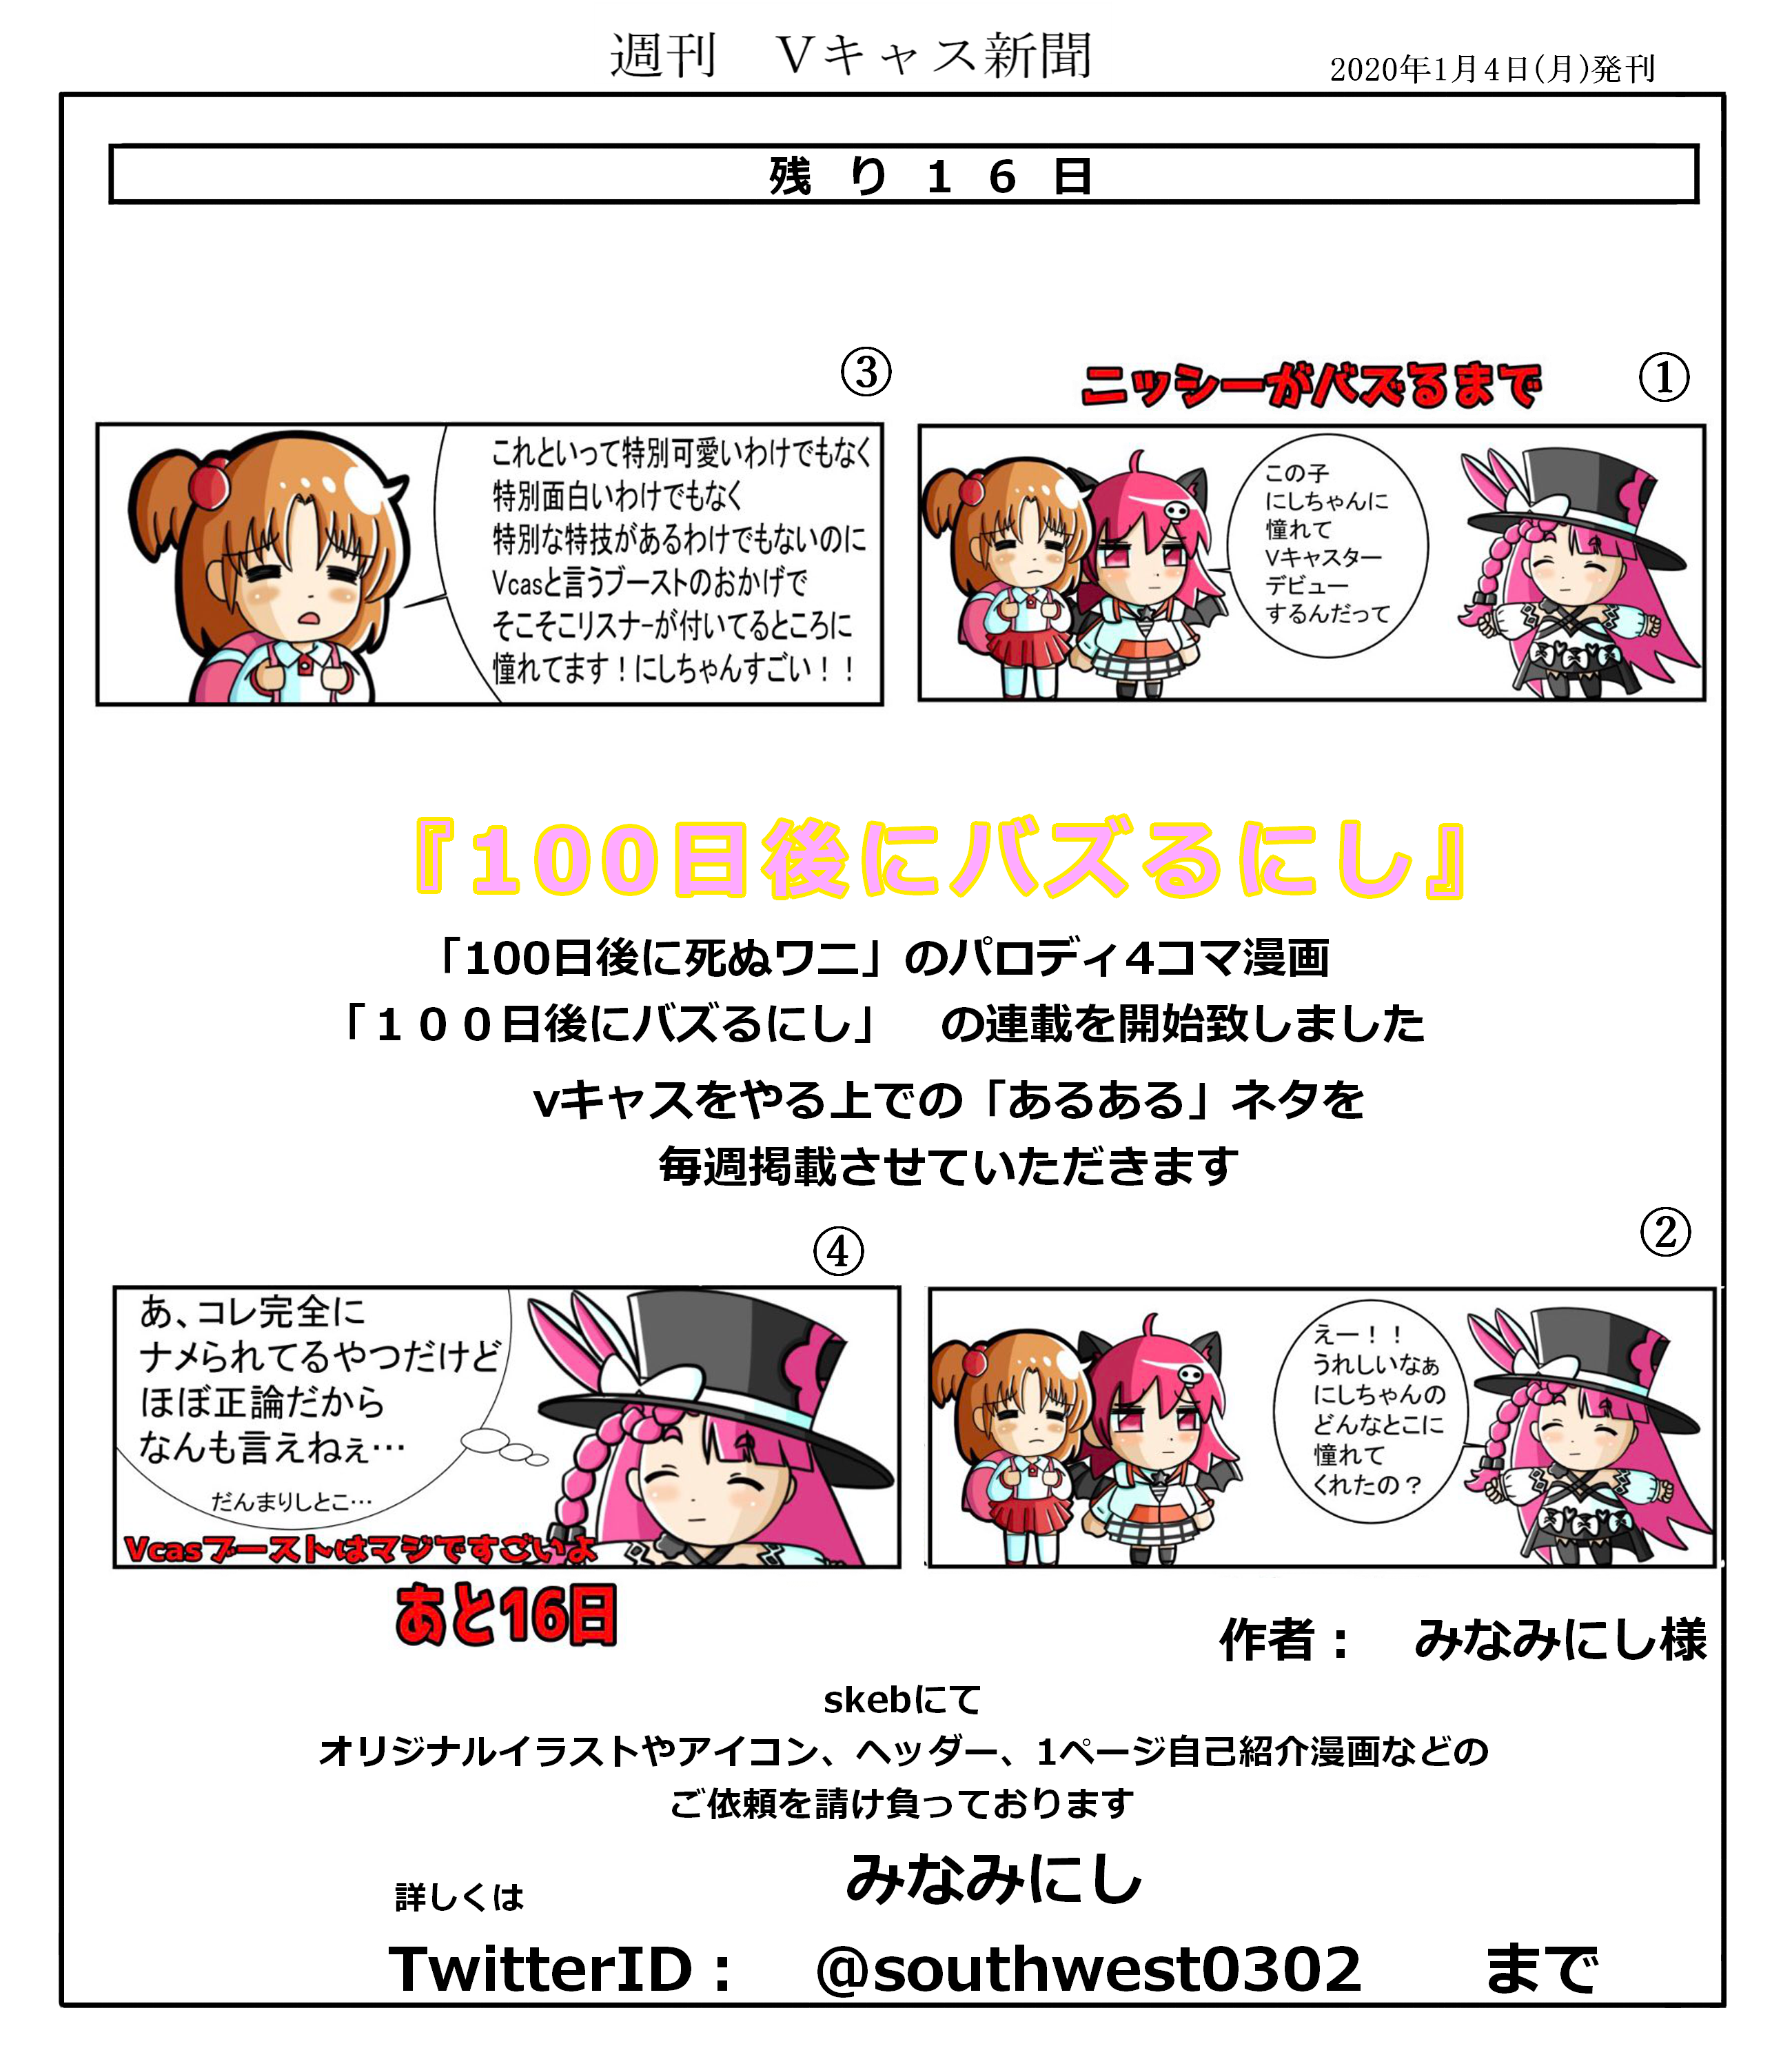 週刊　Vキャス新聞
2020年1月4日(月)発刊
残り16日
①
ニッシーがバズるまで
この子
にしちゃんに
憧れて
Vキャスター
デビュー
するんだって
③
これといって特別可愛いわけでもなく
特別面白いわけでもなく
特別な特技があるわけでもないのに
Vcasと言うブーストのおかげで
そこそこリスナーが付いてるところに
憧れてます！にしちゃんすごい！！
『100日後にバズるにし』
「100日後に死ぬワニ」のパロディ4コマ漫画
「１００日後にバズるにし」　の連載を開始致しました
vキャスをやる上での「あるある」ネタを
毎週掲載させていただきます
②
えー！！
うれしいなぁ
にしちゃんの
どんなとこに
憧れて
くれたの？
④
あ、コレ完全に
ナメられてるやつだけど
ほぼ正論だから
なんも言えねぇ…
だんまりしとこ…
Vcasブーストはマジですごいよ
あと16日
作者：　みなみにし様
skebにて
オリジナルイラストやアイコン、ヘッダー、1ページ自己紹介漫画などの
ご依頼を請け負っております
みなみにし
詳しくは
TwitterID：　@southwest0302　　まで